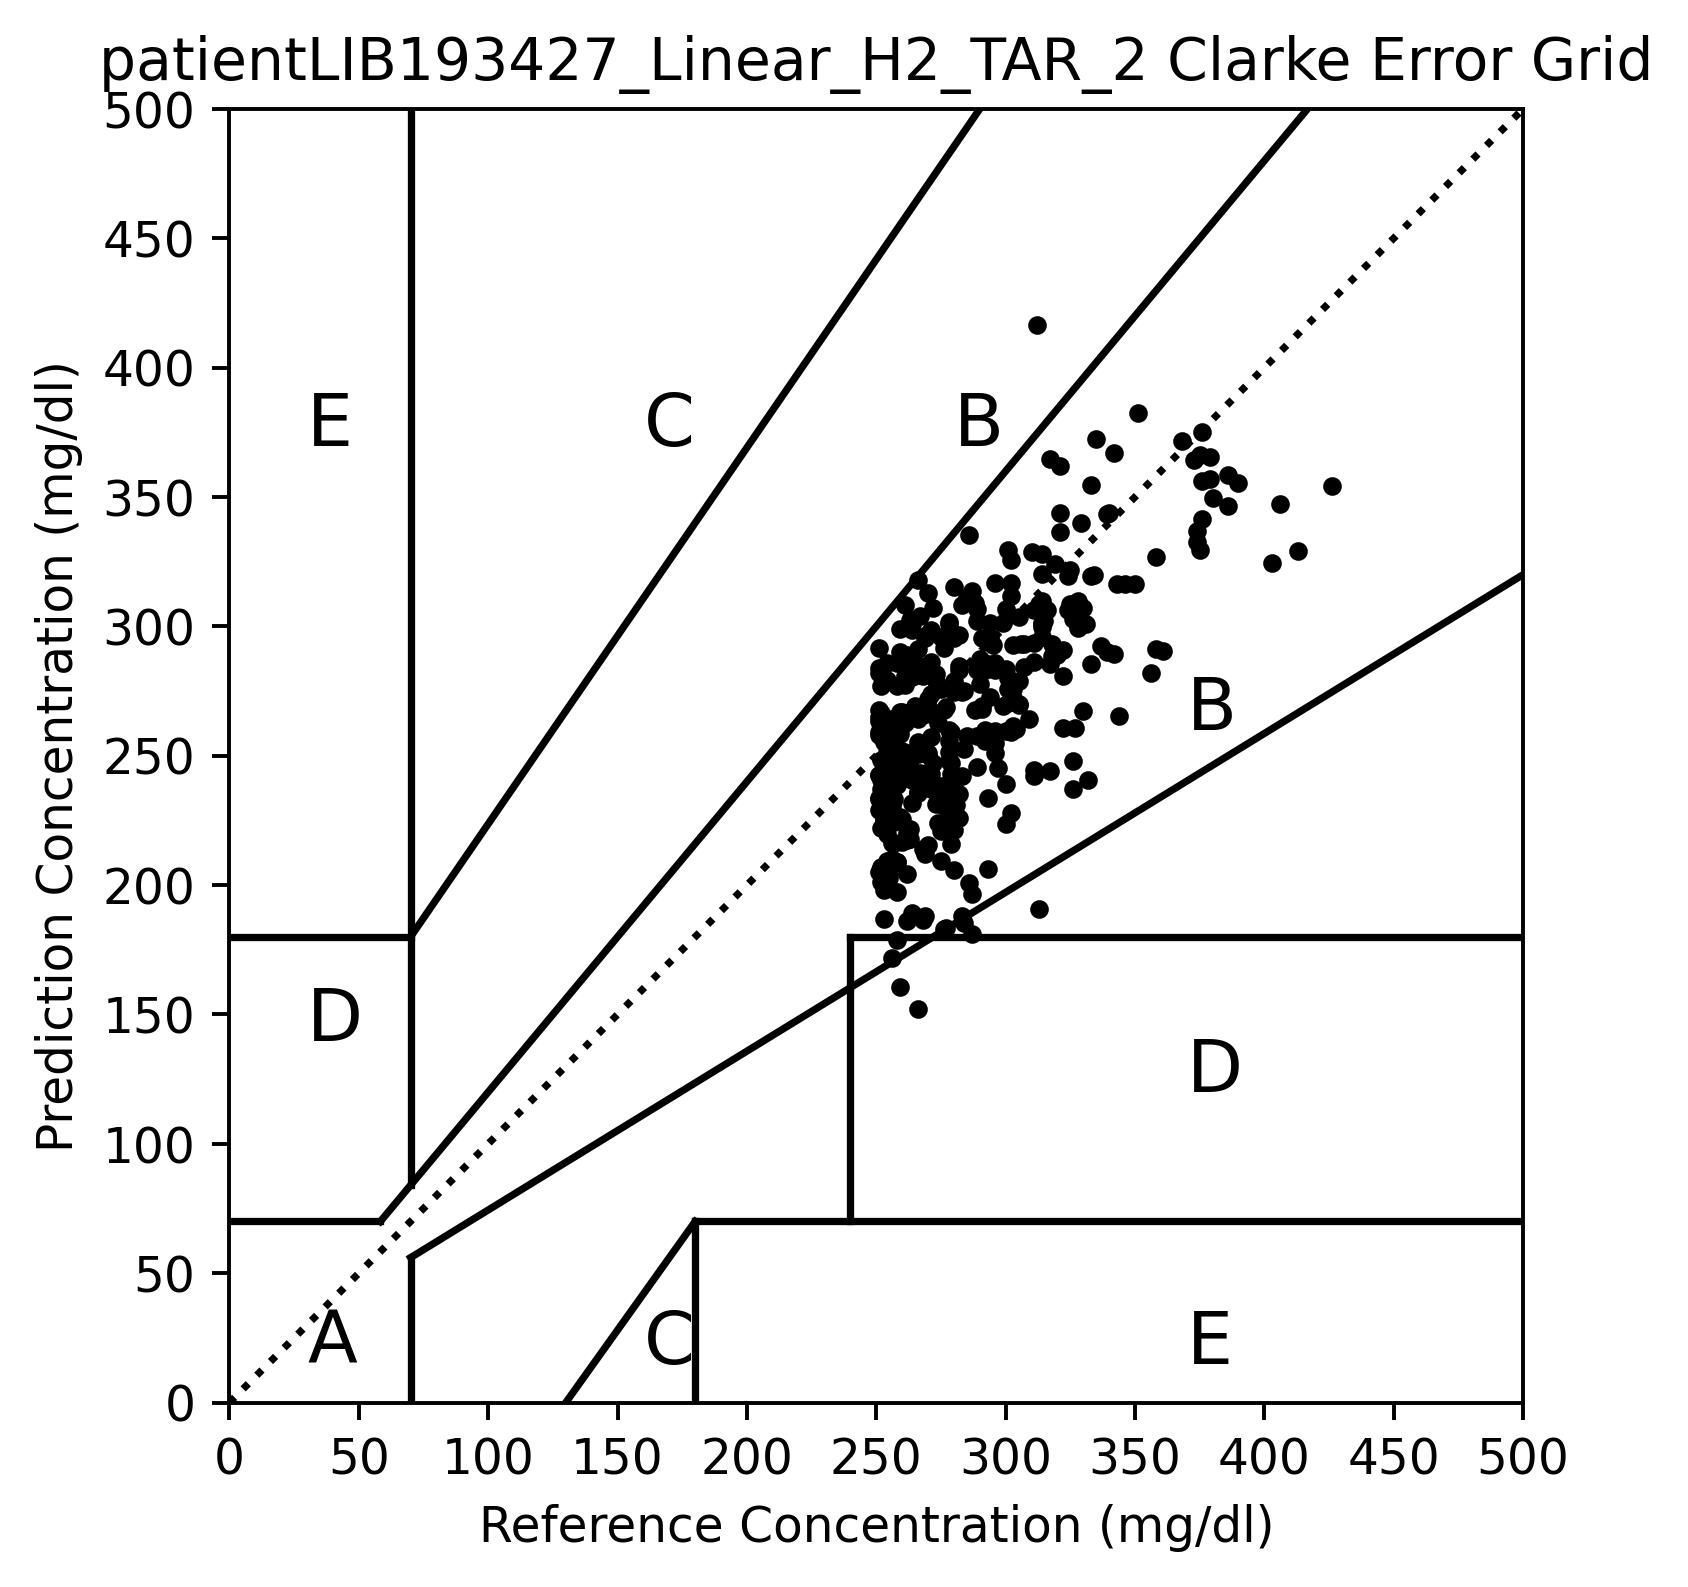 patientLIB193427_Linear_H2_TAR_2 Clarke Error Grid
500
450
400
350
300
250
200
150
100
50
0
Prediction Concentration (mg/dl)
E
C
B
D
B
D
A
C
E
0 50 100 150 200 250 300 350 400 450 500
Reference Concentration (mg/dl)